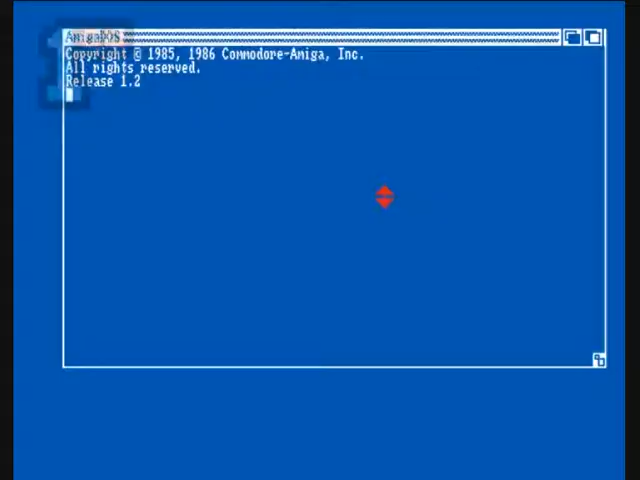 AmigaDOS
Copyright © 1985, 1986 Commodore-Amiga, Inc.
All rights reserved.
Release 1.2